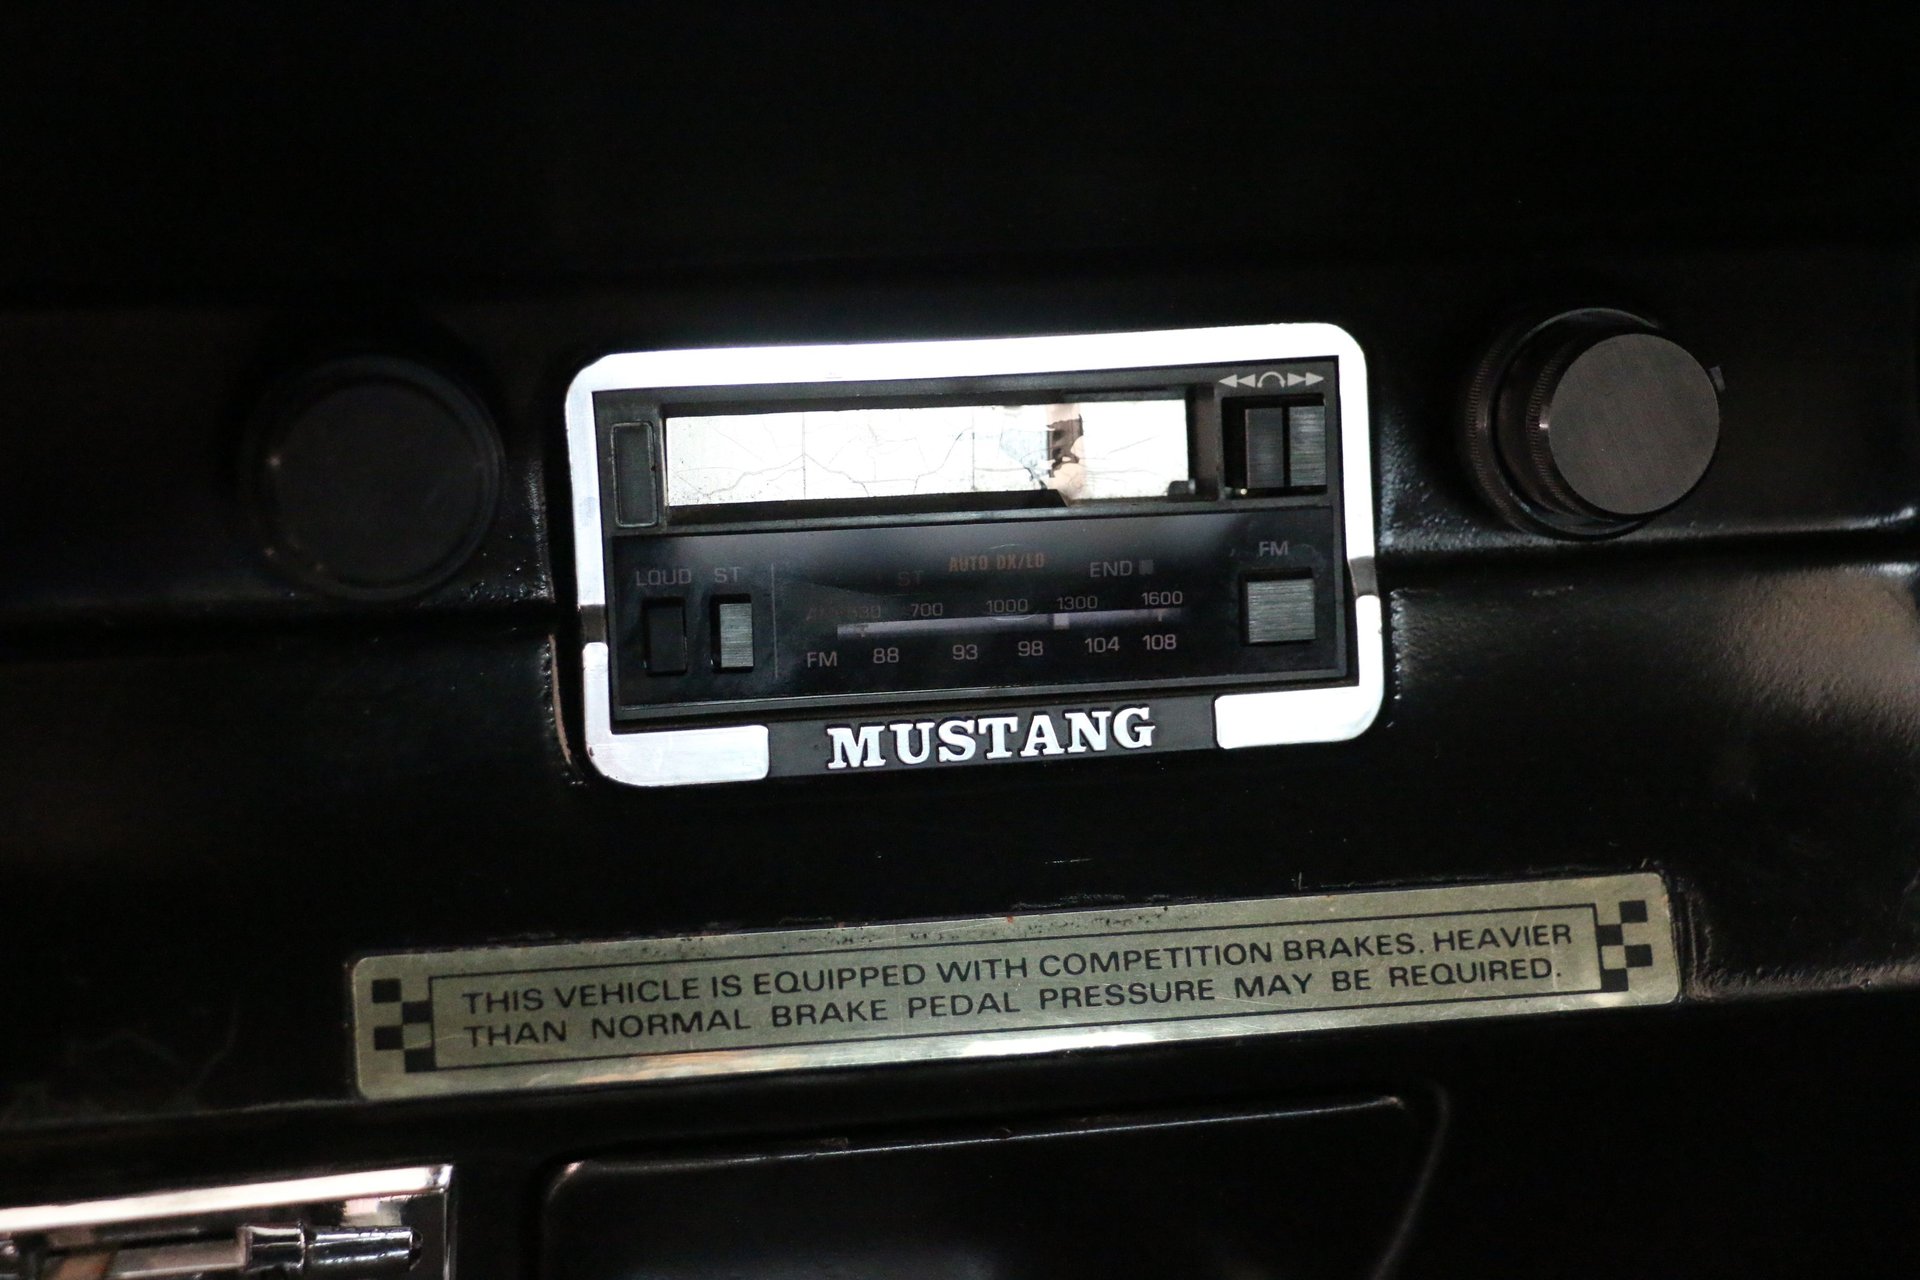 LOUD ST
AUTO DX/LO
ST
END
FM
530 700 1000 1300 1600
FM 88 93 98 104 108
MUSTANG
THIS VEHICLE IS EQUIPPED WITH COMPETITION BRAKES. HEAVIER
THAN NORMAL BRAKE PEDAL PRESSURE MAY BE REQUIRED.